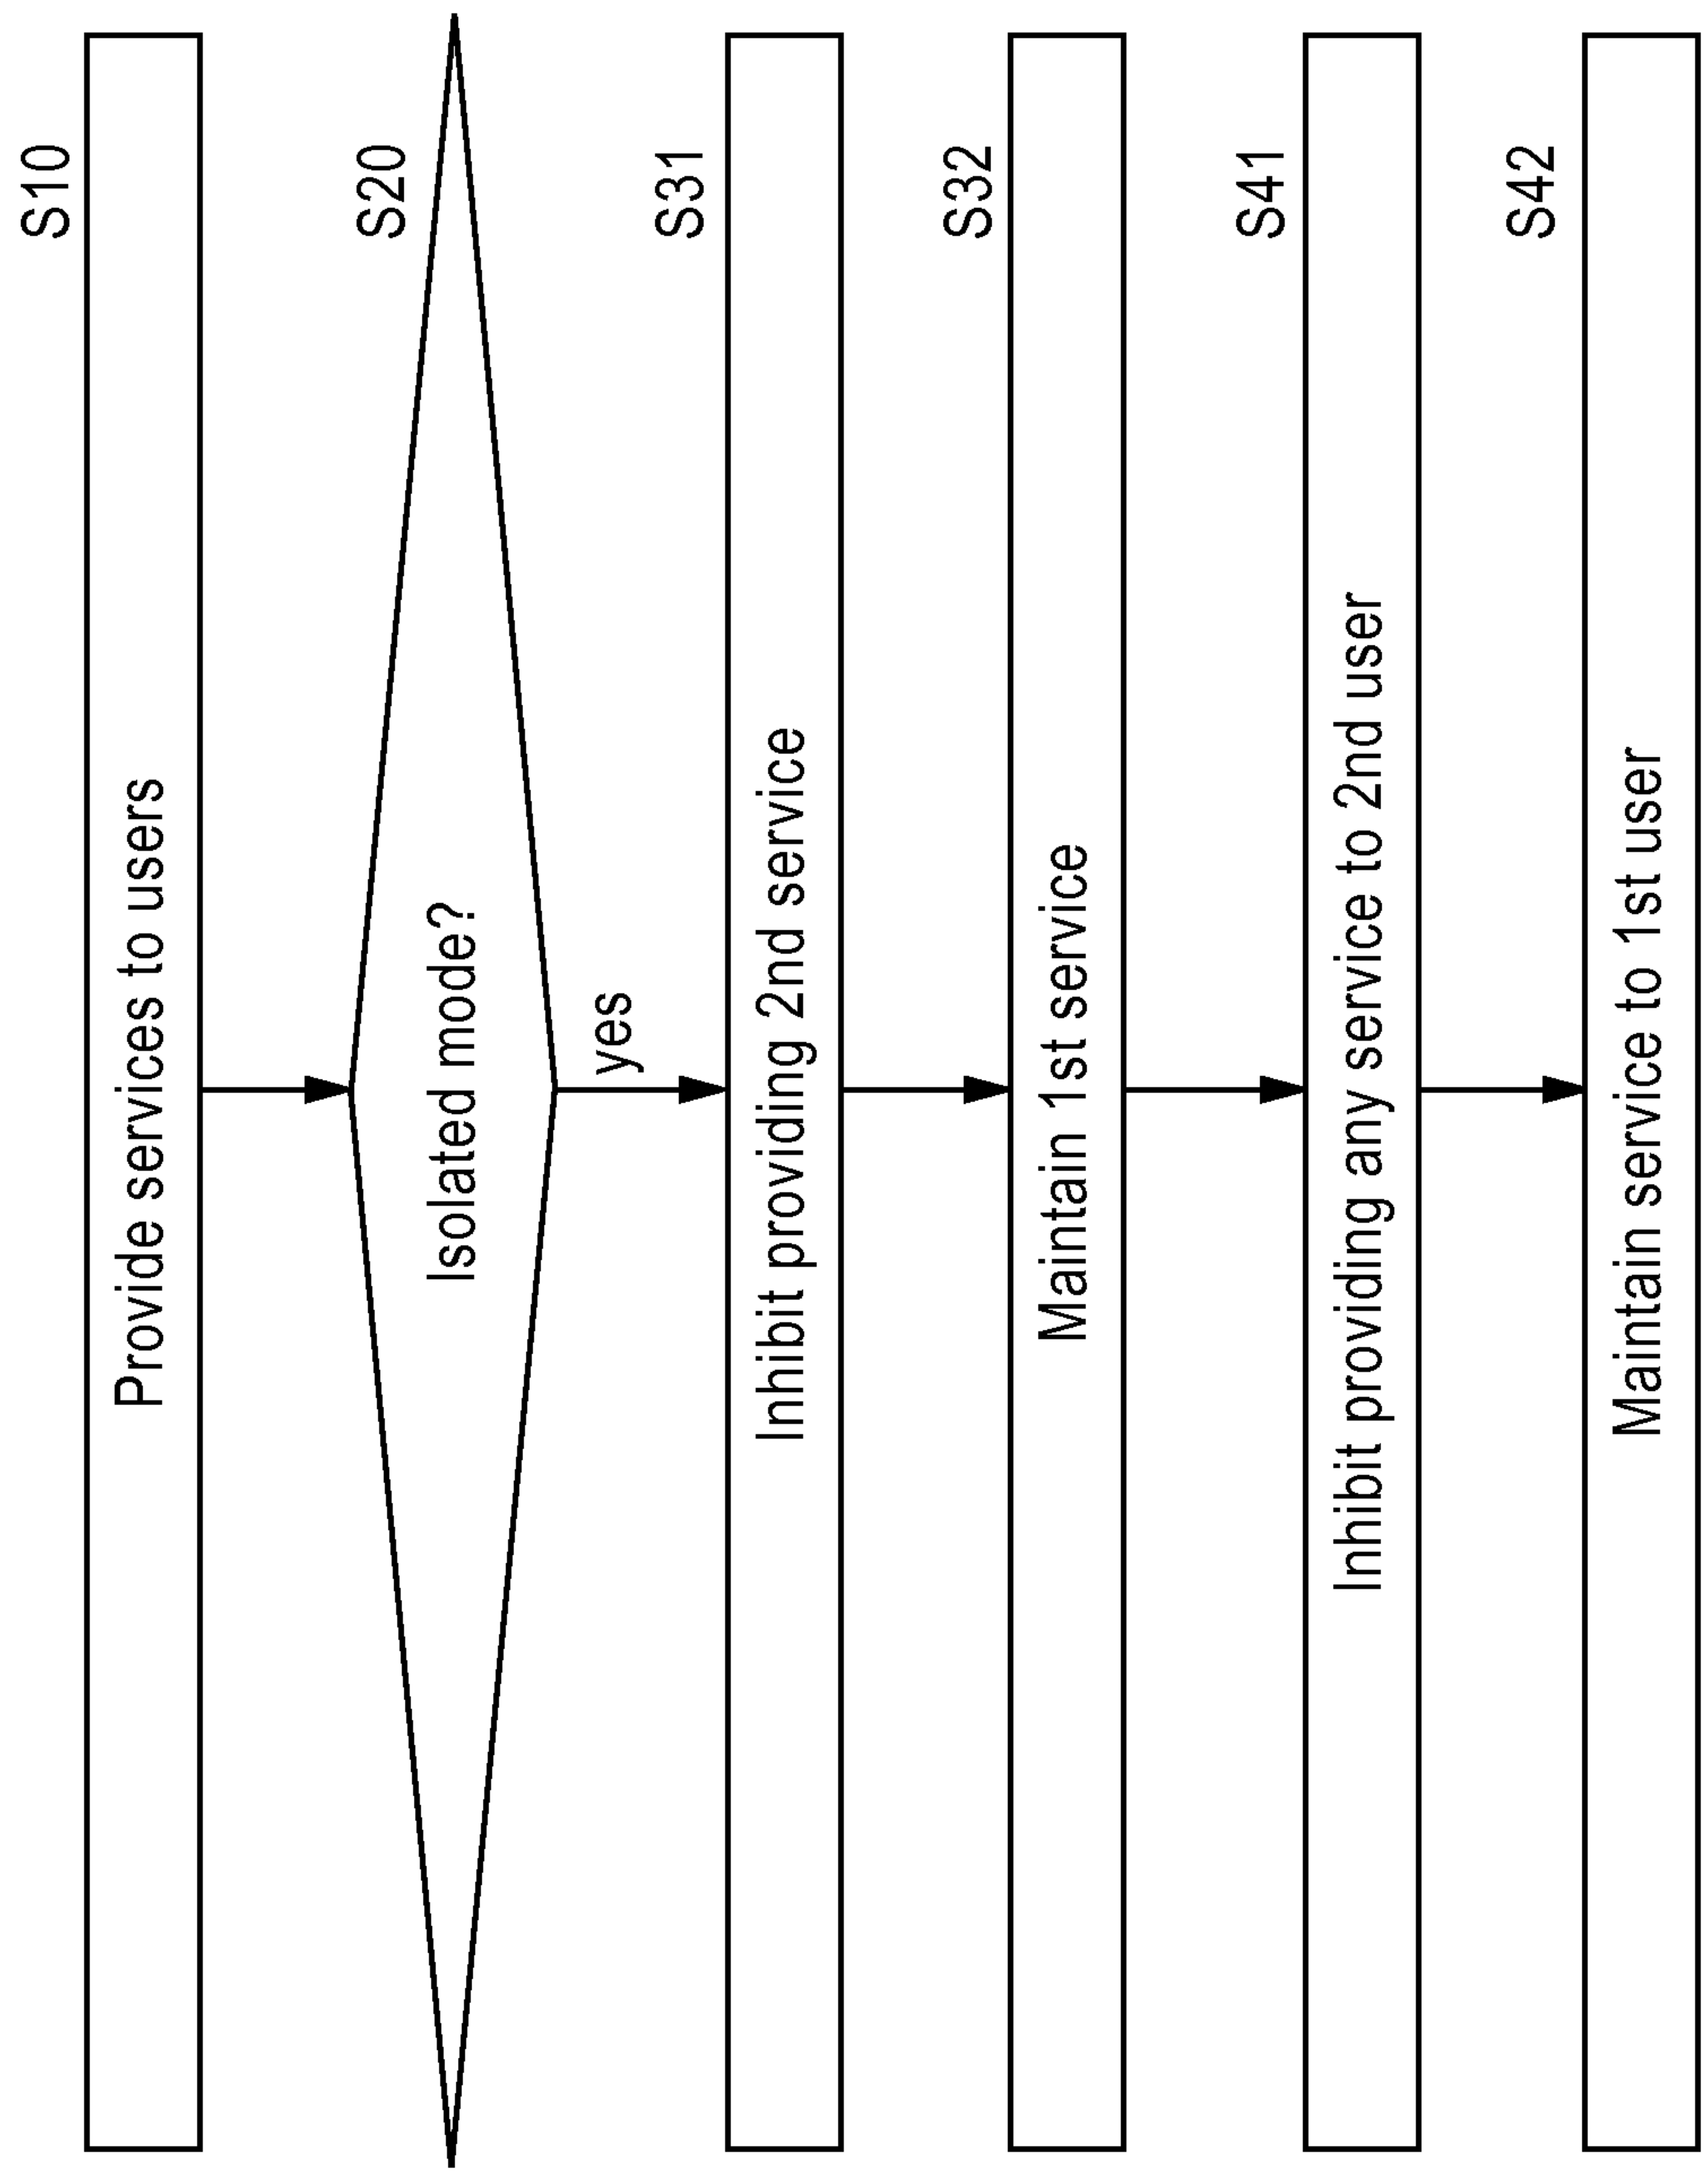 S10
Provide services to users
S20
Isolated mode?
yes
S31
Inhibit providing 2nd service
S32
Maintain 1st service
S41
Inhibit providing any service to 2nd user
S42
Maintain service to 1st user